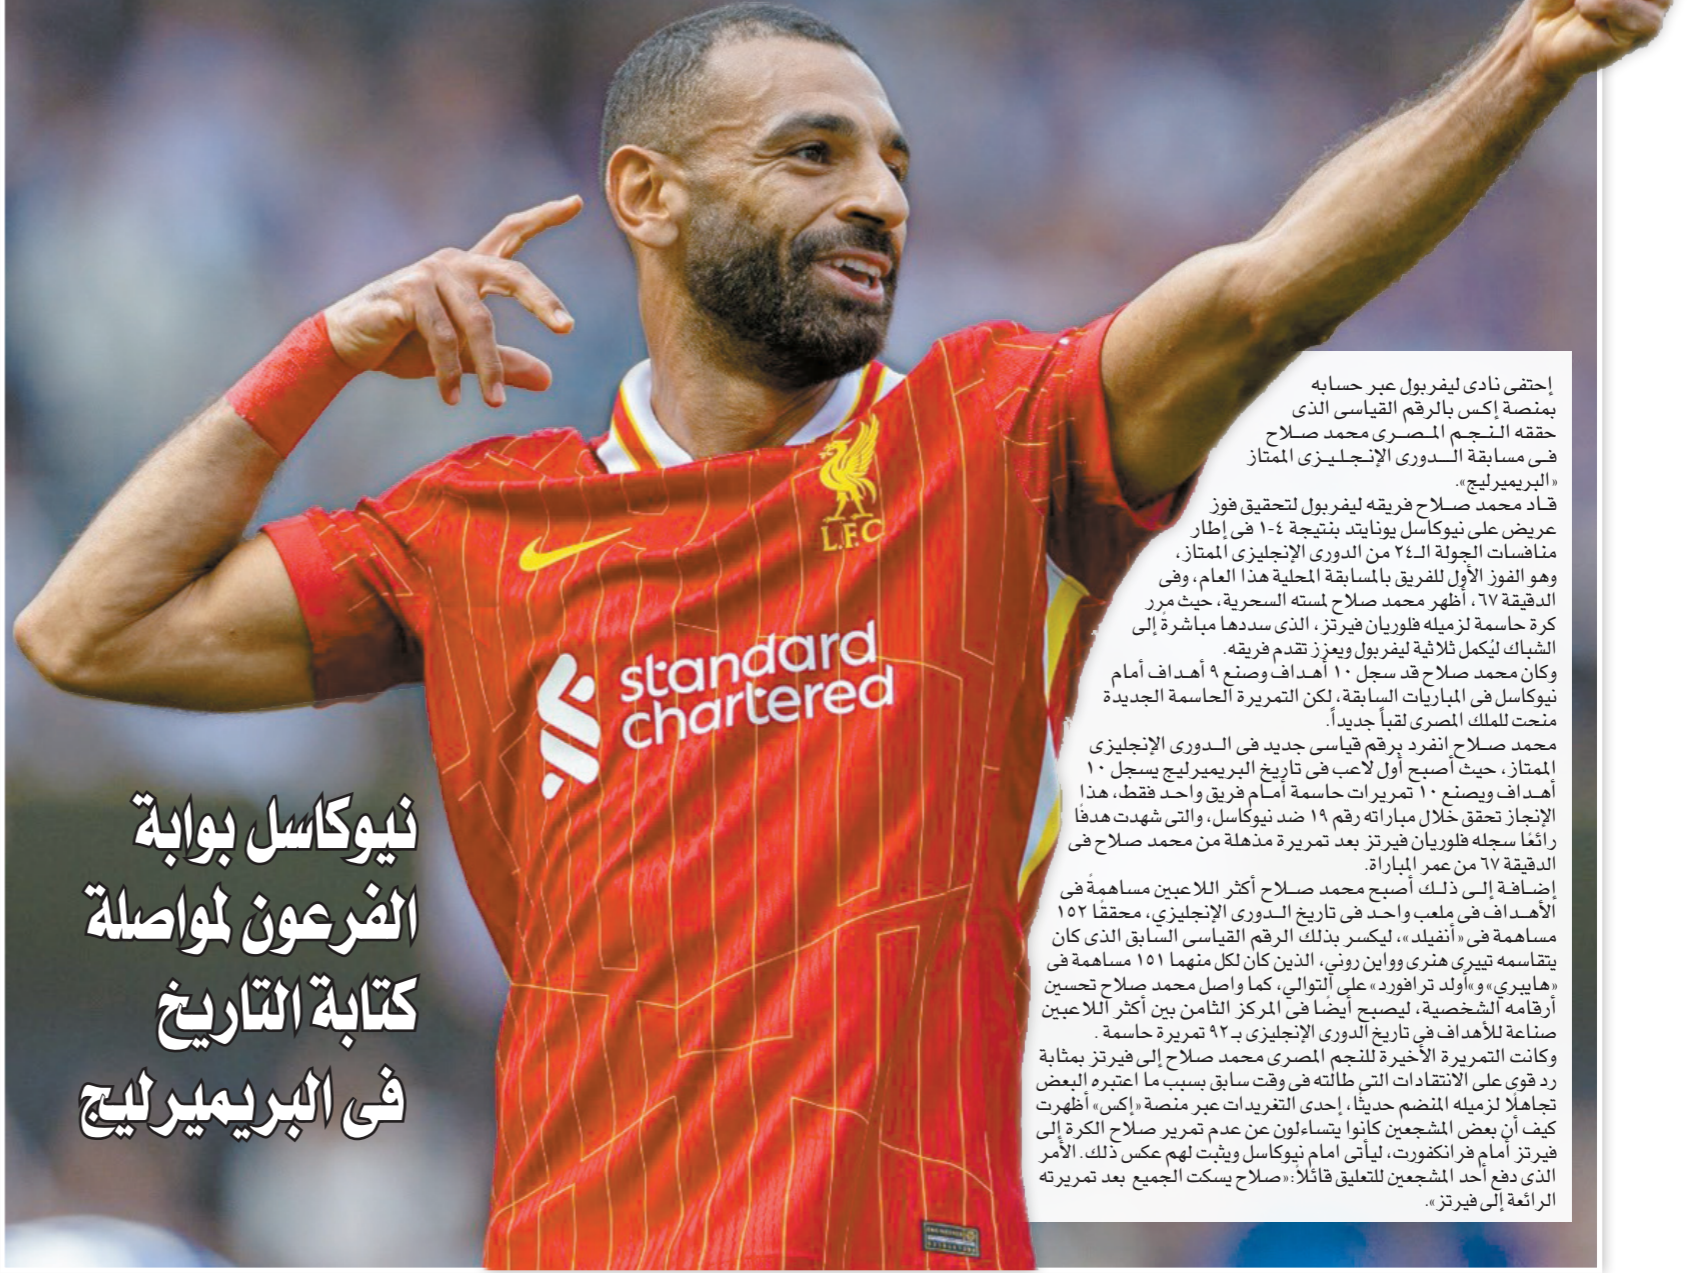 إحتفى نادى ليفربول عبر حسابه
بمنصة إكس بالرقم القياسى الذى
حققه النجم المصرى محمد صلاح
فى مسابقة الدورى الإنجليزى الممتاز
«البريميرليج».
قاد محمد صلاح فريقه ليفربول لتحقيق فوز
عريض على نيوكاسل يونايتد بنتيجة ٤-١ فى إطار
منافسات الجولة الـ٢٤ من الدورى الإنجليزى الممتاز،
وهو الفوز الأول للفريق بالمسابقة المحلية هذا العام، وفى
الدقيقة ٦٧، أظهر محمد صلاح لمسته السحرية، حيث مرر
كرة حاسمة لزميله فلوريان فيرتز، الذى سددها مباشرةً إلى
الشباك ليُكمل ثلاثية ليفربول ويعزز تقدم فريقه.
وكان محمد صلاح قد سجل ١٠ أهداف وصنع ٩ أهداف أمام
نيوكاسل فى المباريات السابقة، لكن التمريرة الحاسمة الجديدة
منحت للملك المصرى لقباً جديداً.
محمد صلاح انفرد برقم قياسى جديد فى الدورى الإنجليزى
الممتاز، حيث أصبح أول لاعب فى تاريخ البريميرليج يسجل ١٠
أهداف ويصنع ١٠ تمريرات حاسمة أمام فريق واحد فقط، هذا
الإنجاز تحقق خلال مباراته رقم ١٩ ضد نيوكاسل، والتى شهدت هدفًا
رائعًا سجله فلوريان فيرتز بعد تمريرة مذهلة من محمد صلاح فى
الدقيقة ٦٧ من عمر المباراة.
إضافة إلى ذلك أصبح محمد صلاح أكثر اللاعبين مساهمةً فى
الأهداف فى ملعب واحد فى تاريخ الدورى الإنجليزي، محققًا ١٥٢
مساهمة فى «أنفيلد»، ليكسر بذلك الرقم القياسى السابق الذى كان
يتقاسمه تييرى هنرى وواين روني، الذين كان لكل منهما ١٥١ مساهمة فى
«هايبري» و»أولد ترافورد» على التوالي، كما واصل محمد صلاح تحسين
أرقامه الشخصية، ليصبح أيضًا فى المركز الثامن بين أكثر اللاعبين
صناعة للأهداف فى تاريخ الدورى الإنجليزى بـ ٩٢ تمريرة حاسمة .
وكانت التمريرة الأخيرة للنجم المصرى محمد صلاح إلى فيرتز بمثابة
رد قوى على الانتقادات التى طالته فى وقت سابق بسبب ما اعتبره البعض
تجاهلًا لزميله المنضم حديثًا، إحدى التغريدات عبر منصة «إكس» أظهرت
كيف أن بعض المشجعين كانوا يتساءلون عن عدم تمرير صلاح الكرة إلى
فيرتز أمام فرانكفورت، ليأتى امام نيوكاسل ويثبت لهم عكس ذلك. الأمر
الذى دفع أحد المشجعين للتعليق قائلاً: «صلاح يسكت الجميع بعد تمريرته
الرائعة إلى فيرتز».
نيوكاسل بوابة
الفرعون لمواصلة
كتابة التاريخ
فى البريميرليج
L.F.C
standard
chartered